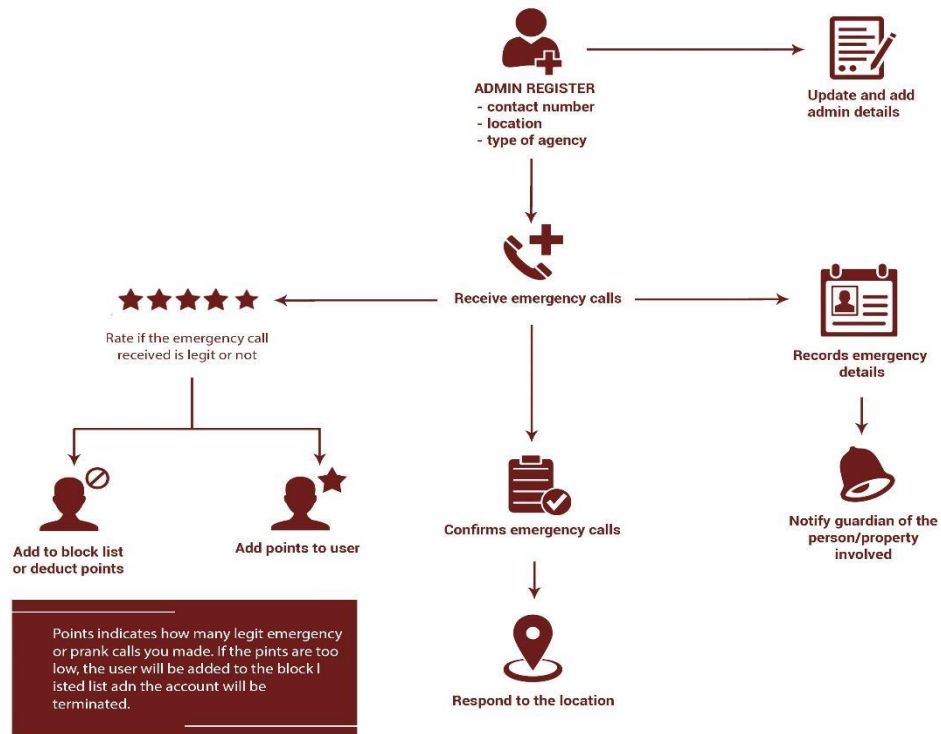 ADMIN REGISTER
- contact number
- location
- type of agency
Update and add
admin details
Receive emergency calls
Rate if the emergency call
received is legit or not
Records emergency
details
Add to block list
or deduct points
Add points to user
Confirms emergency calls
Notify guardian of the
person/property
involved
Points indicates how many legit emergency
or prank calls you made. If the pints are too
low, the user will be added to the block l
isted list adn the account will be
terminated.
Respond to the location